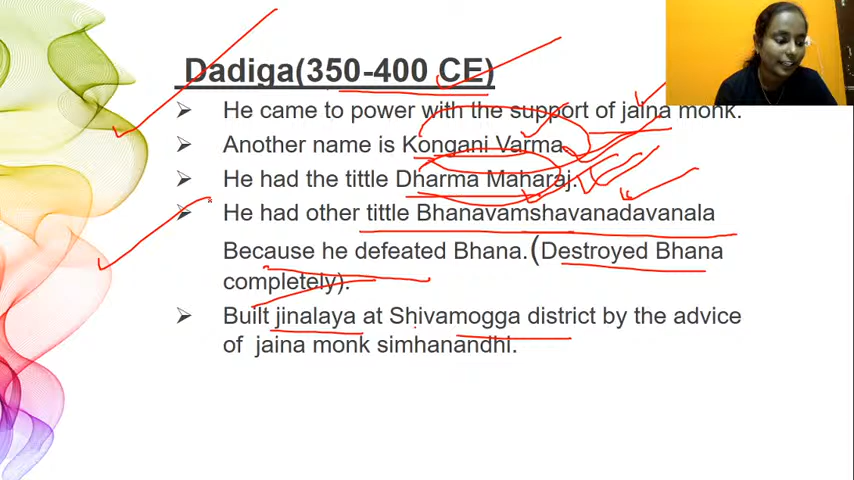 Dadiga(350-400 CE)
➢ He came to power with the support of jaina monk.
➢ Another name is Kongani Varma.
➢ He had the tittle Dharma Maharaj.
➢ He had other tittle Bhanavamshavanadavanala
Because he defeated Bhana.(Destroyed Bhana
completely).
➢ Built jinalaya at Shivamogga district by the advice
of jaina monk simhanandhI.